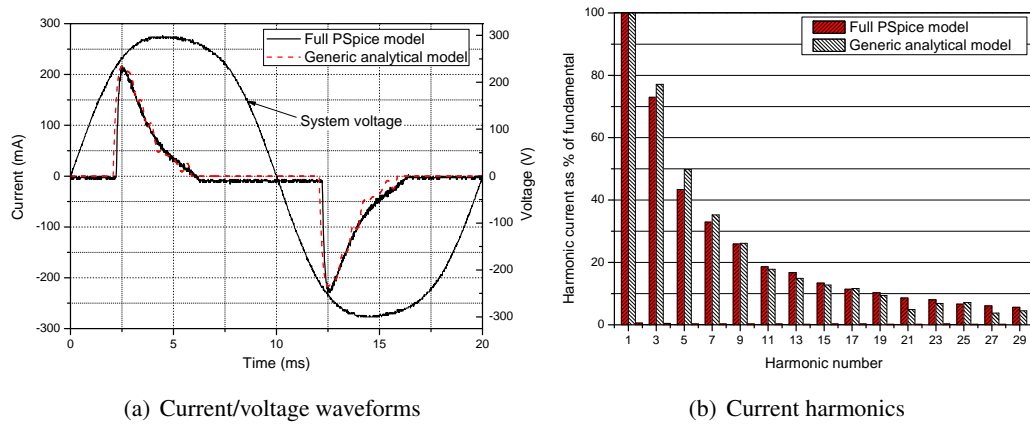 300
200
100
0
-100
-200
-300
Current (mA)
0
5
10
15
20
Time (ms)
300
200
100
0
-100
-200
-300
Voltage (V)
Full PSpice model
Generic analytical model
System voltage
(a) Current/voltage waveforms
100
80
60
40
20
0
Harmonic current as % of fundamental
1 3 5 7 9 11 13 15 17 19 21 23 25 27 29
Harmonic number
Full PSpice model
Generic analytical model
(b) Current harmonics